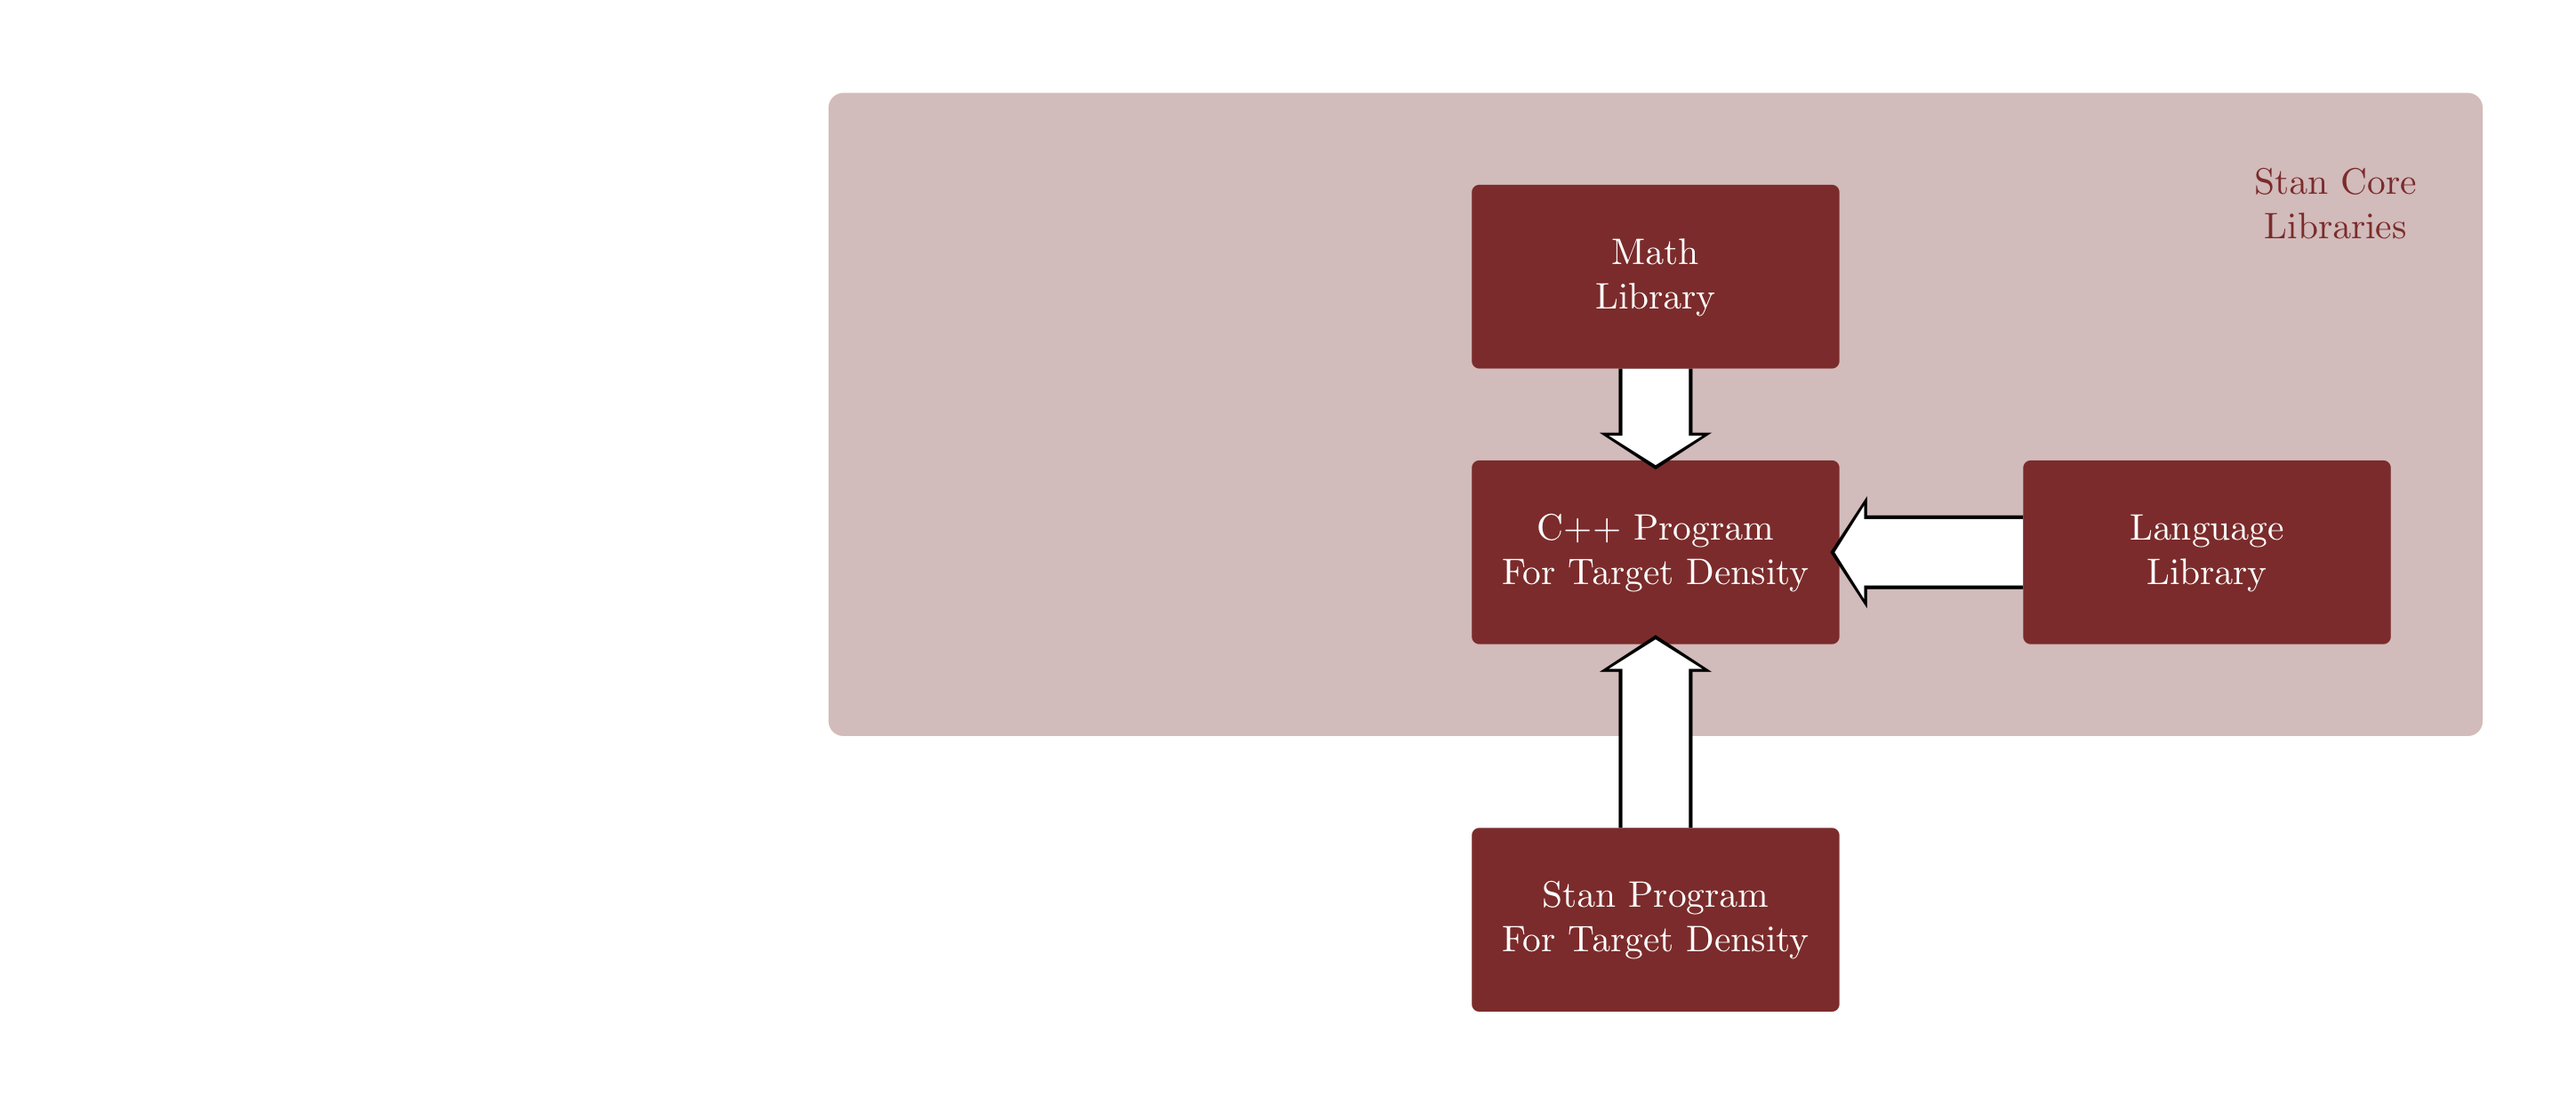 Stan Core
Libraries
Math
Library
C++ Program
For Target Density
Language
Library
Stan Program
For Target Density